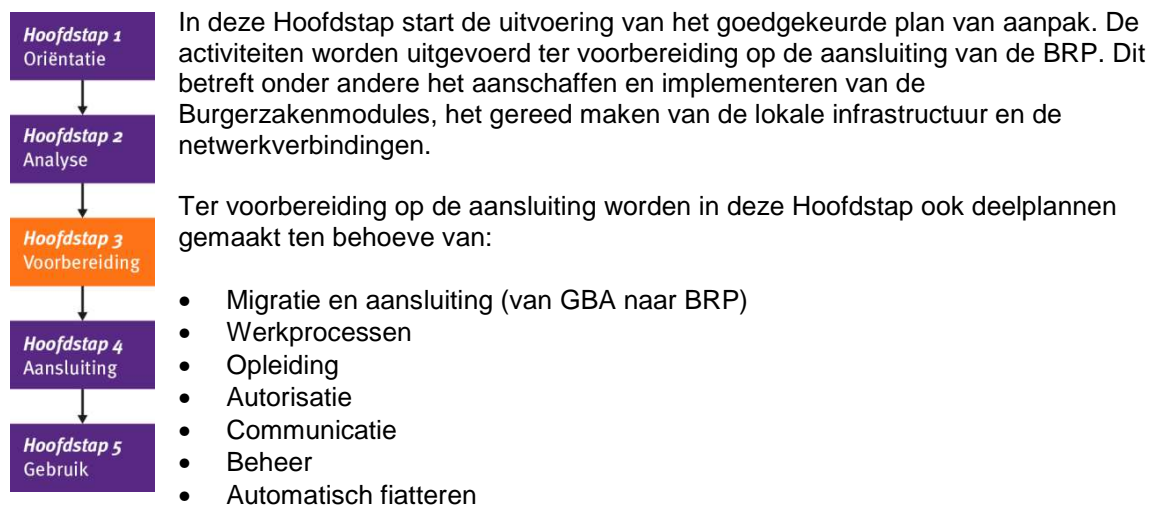 Hoofdstap 1
Oriëntatie
Hoofdstap 2
Analyse
Hoofdstap 3
Voorbereiding
Hoofdstap 4
Aansluiting
Hoofdstap 5
Gebruik
In deze Hoofdstap start de uitvoering van het goedgekeurde plan van aanpak. De
activiteiten worden uitgevoerd ter voorbereiding op de aansluiting van de BRP. Dit
betreft onder andere het aanschaffen en implementeren van de
Burgerzakenmodules, het gereed maken van de lokale infrastructuur en de
netwerkverbindingen.
Ter voorbereiding op de aansluiting worden in deze Hoofdstap ook deelplannen
gemaakt ten behoeve van:
• Migratie en aansluiting (van GBA naar BRP)
• Werkprocessen
• Opleiding
• Autorisatie
• Communicatie
• Beheer
• Automatisch fiatteren